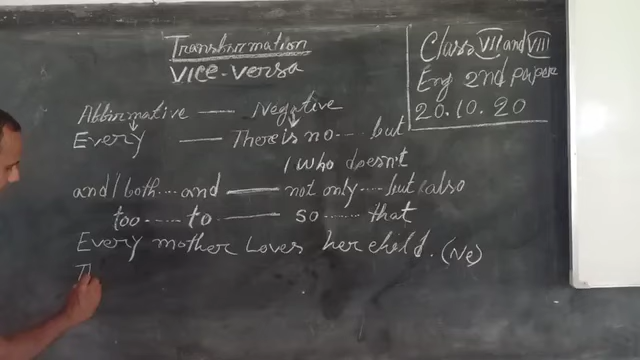 Transformation
Vice-versa
Class VII and VIII
Eng 2nd paper
20.10.20
Affirmative — Negative
Every — There is no--- but
/ who doesn't
and / both .... and — not only .... but also
too ...... to — so ...... that
Every mother loves her child. (Ne)
T